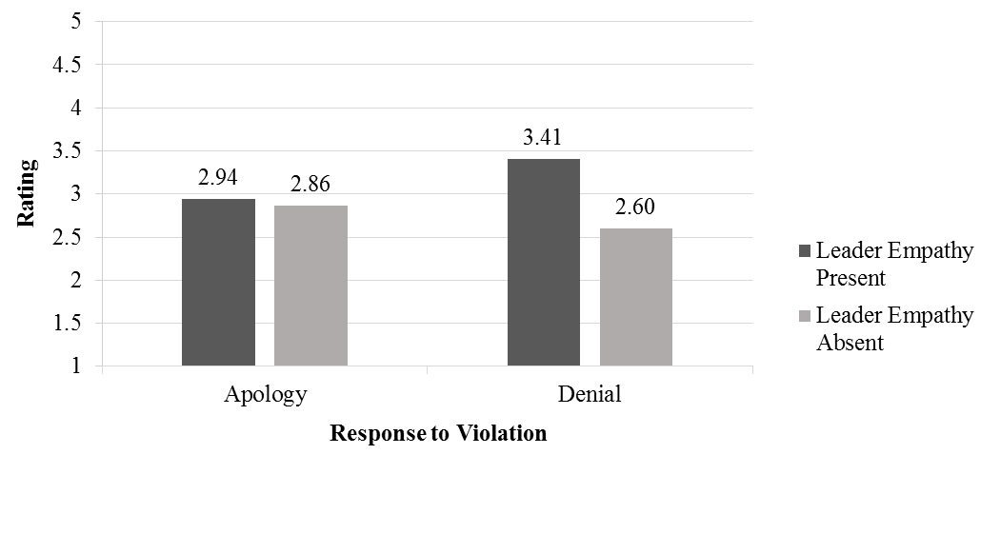 5
4.5
4
3.5
3
2.5
2
1.5
1
Rating
2.94
2.86
3.41
2.60
Apology
Denial
Response to Violation
Leader Empathy
Present
Leader Empathy
Absent